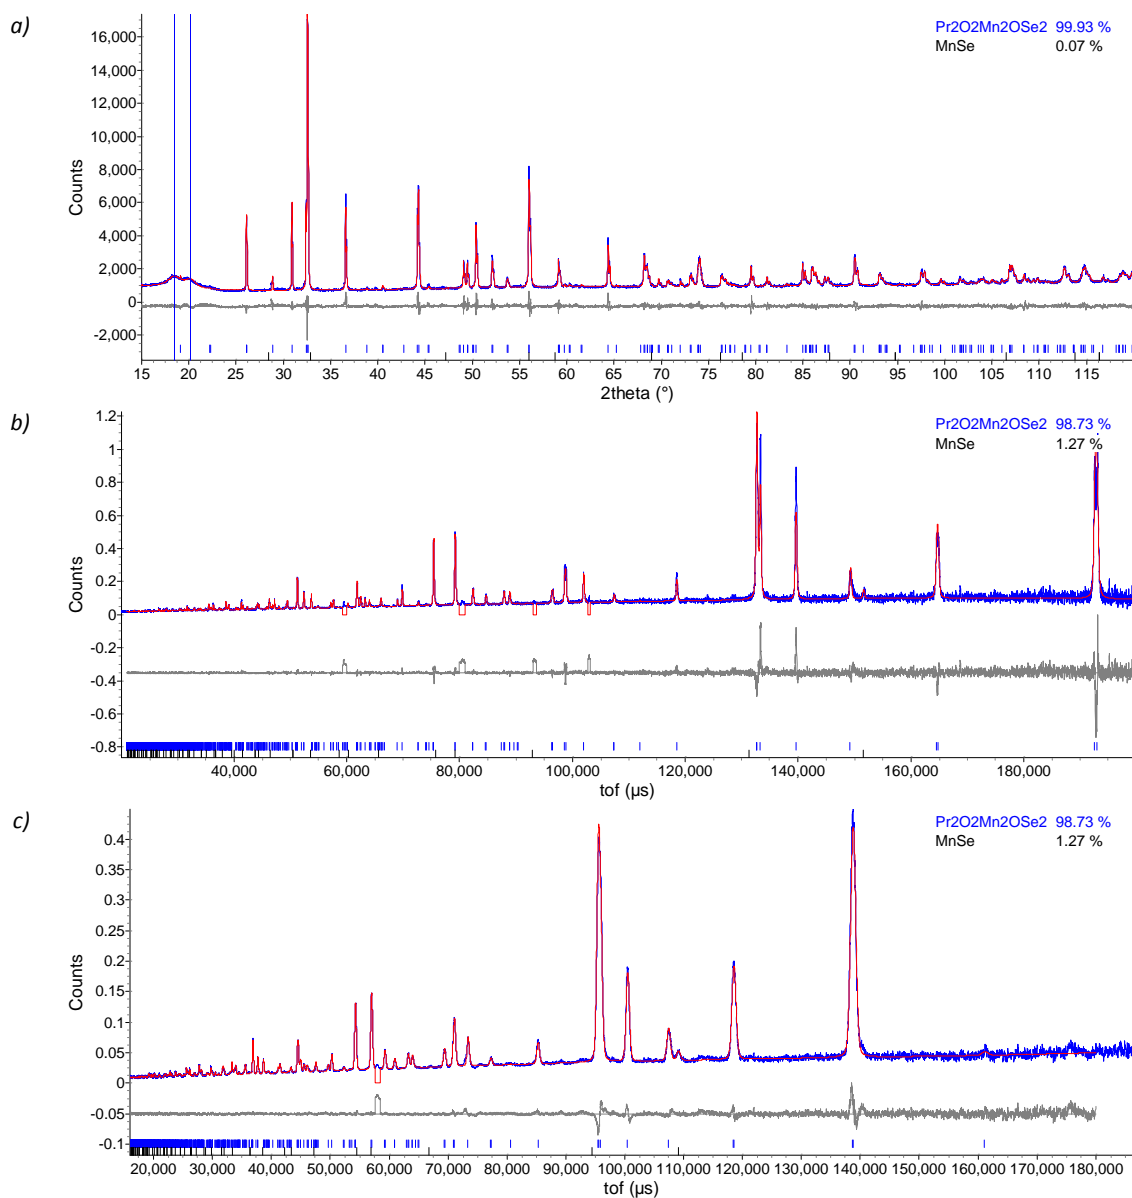 a)
Pr2O2Mn2OSe2 99.93 %
MnSe 0.07 %
Counts
16,000
14,000
12,000
10,000
8,000
6,000
4,000
2,000
0
-2,000
15 20 25 30 35 40 45 50 55 60 65 70 75 80 85 90 95 100 105 110 115
2theta (°)
b)
Pr2O2Mn2OSe2 98.73 %
MnSe 1.27 %
Counts
1.2
1
0.8
0.6
0.4
0.2
0
-0.2
-0.4
-0.6
-0.8
40,000 60,000 80,000 100,000 120,000 140,000 160,000 180,000
tof (µs)
c)
Pr2O2Mn2OSe2 98.73 %
MnSe 1.27 %
Counts
0.4
0.35
0.3
0.25
0.2
0.15
0.1
0.05
0
-0.05
-0.1
20,000 30,000 40,000 50,000 60,000 70,000 80,000 90,000 100,000 110,000 120,000 130,000 140,000 150,000 160,000 170,000 180,000
tof (µs)